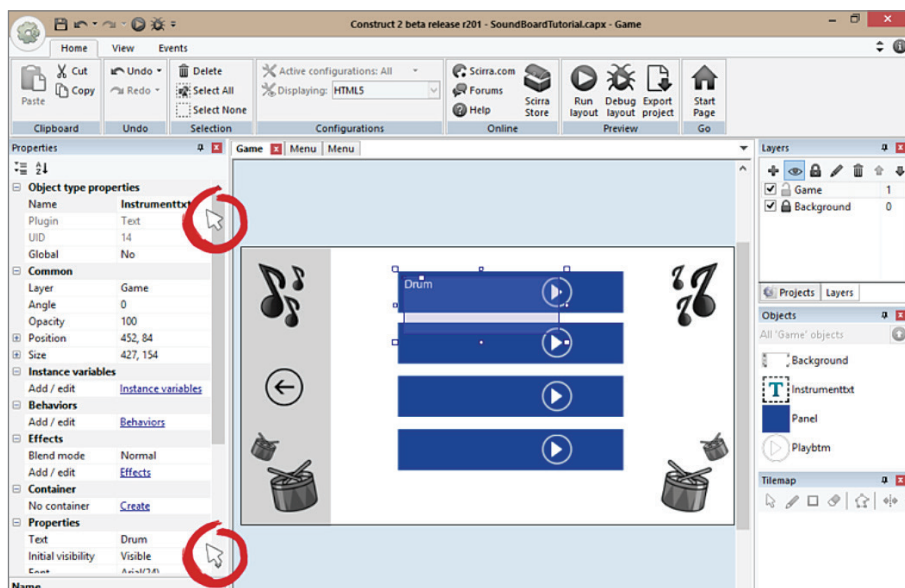 Construct 2 beta release r201 - SoundBoardTutorial.capx - Game
Home View Events
Paste
Cut
Copy
Clipboard
Undo
Redo
Undo
Delete
Select All
Select None
Selection
Active configurations: All
Displaying: HTML5
Configurations
Scirra.com
Forums
Help
Scirra
Store
Online
Run
layout
Debug
layout
Export
project
Preview
Start
Page
Go
Properties
Object type properties
Name Instrumenttxt
Plugin Text
UID 14
Global No
Common
Layer Game
Angle 0
Opacity 100
Position 452, 84
Size 427, 154
Instance variables
Add / edit Instance variables
Behaviors
Add / edit Behaviors
Effects
Blend mode Normal
Add / edit Effects
Container
No container Create
Properties
Text Drum
Initial visibility Visible
Font Arial(24)
Name
Game Menu Menu
Drum
Layers
Game 1
Background 0
Projects Layers
Objects
All 'Game' objects
Background
T Instrumenttxt
Panel
Playbtm
Tilemap